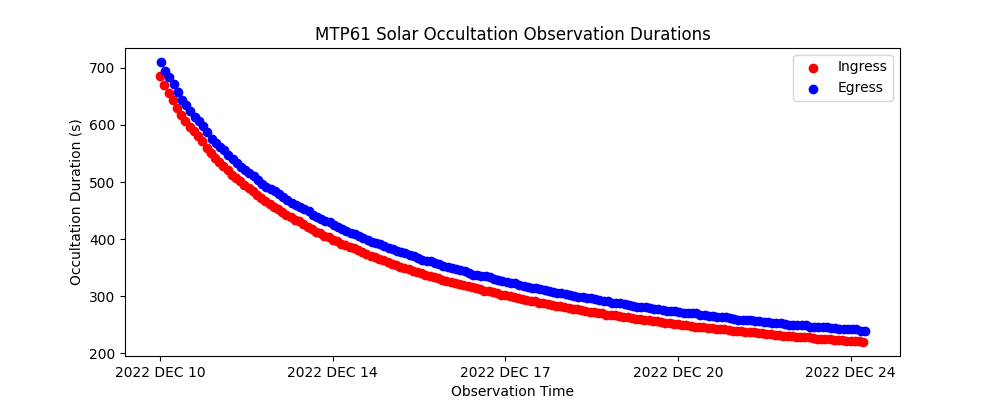 MTP61 Solar Occultation Observation Durations
Occultation Duration (s)
700
600
500
400
300
200
Ingress
Egress
2022 DEC 10
2022 DEC 14
2022 DEC 17
2022 DEC 20
2022 DEC 24
Observation Time